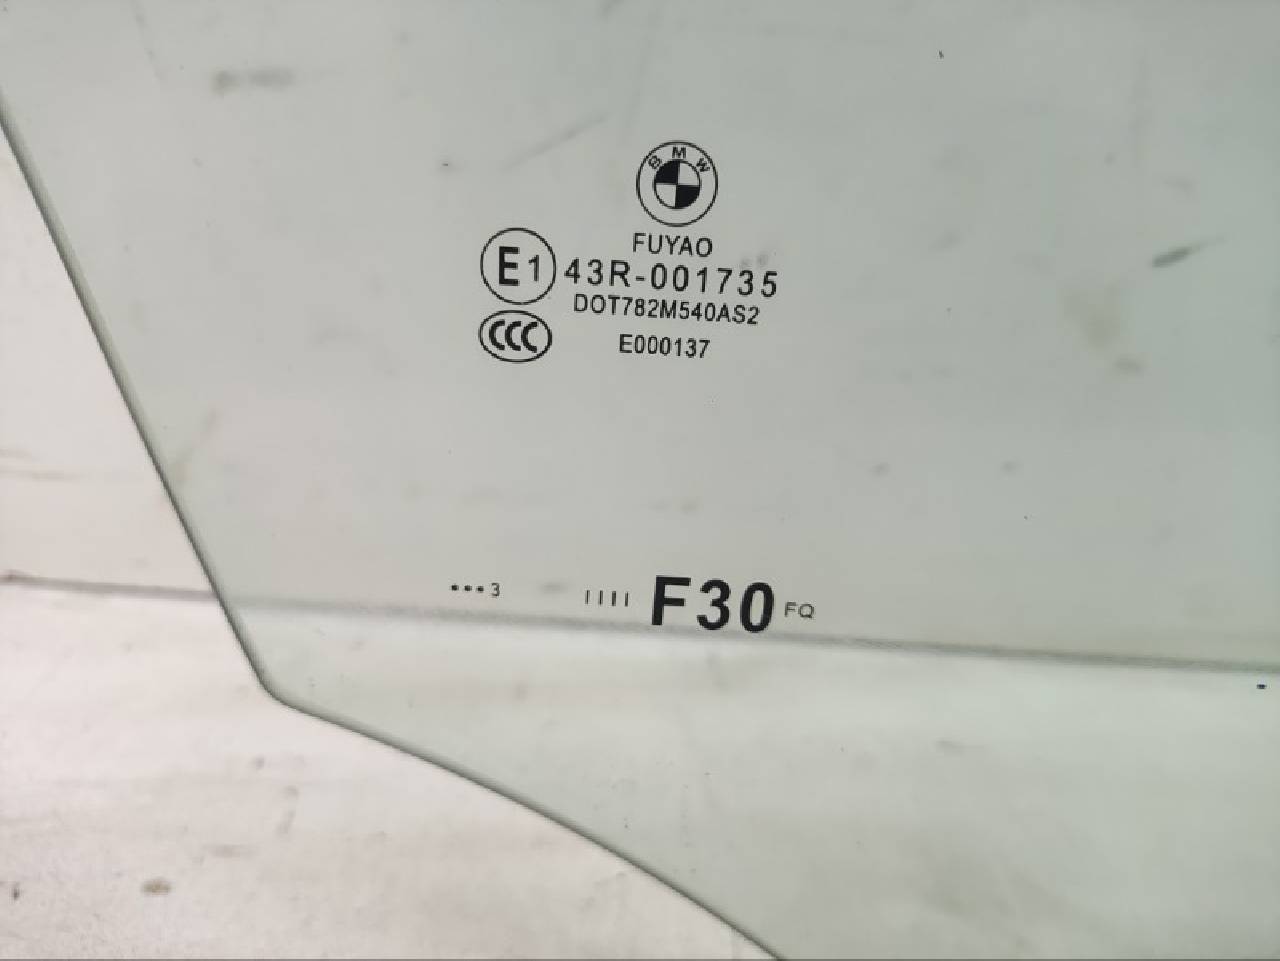 BMW
FUYAO
E1 43R-001735
DOT782M540AS2
CCC E000137
•••3 IIII F30 FQ